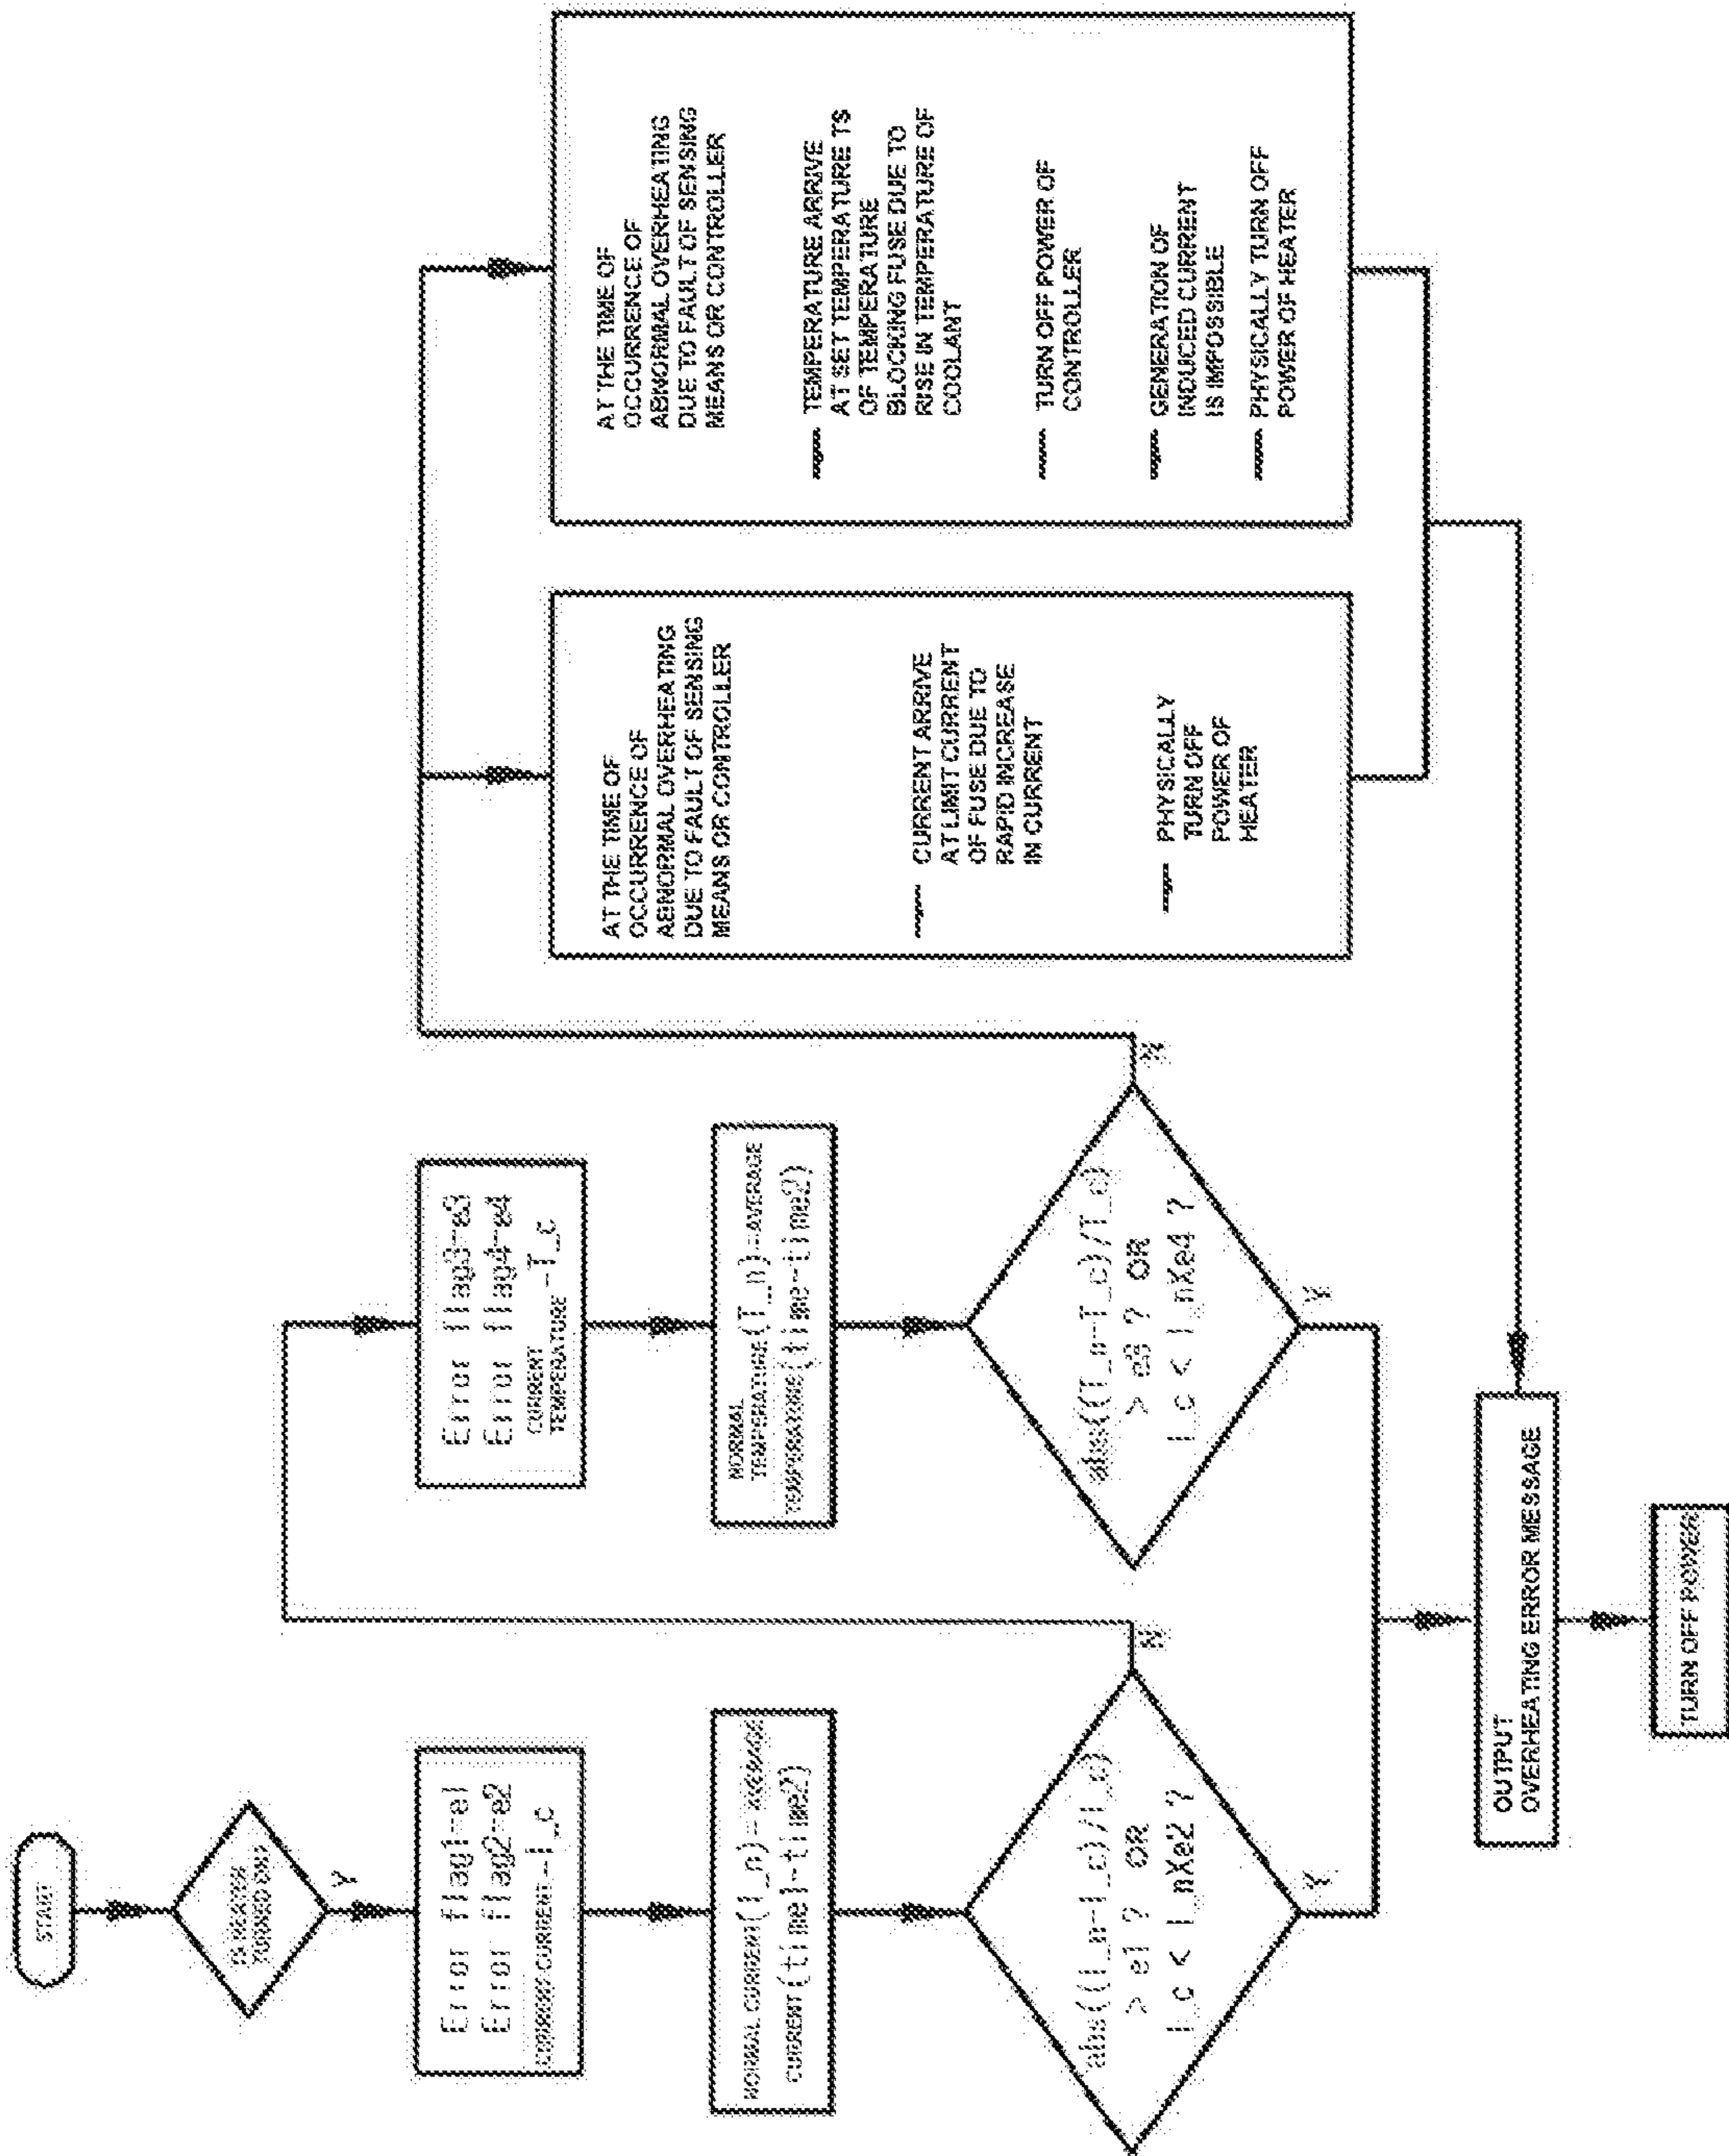 START
IS HEATER
TURNED ON?
Y
Error flag1=e1
Error flag2=e2
CURRENT CURRENT=I_c
NORMAL CURRENT(I_n)=AVERAGE
CURRENT(time1~time2)
abs((I_n-I_c)/I_c)
> e1 ? OR
I_c < I_nXe2 ?
N
Y
Error flag3=e3
Error flag4=e4
CURRENT
TEMPERATURE=T_c
NORMAL
TEMPERATURE(T_n)=AVERAGE
TEMPERATURE(time~time2)
abs((T_n-T_c)/T_c)
> e3 ? OR
I_c < I_nXe4 ?
N
Y
AT THE TIME OF
OCCURRENCE OF
ABNORMAL OVERHEATING
DUE TO FAULT OF SENSING
MEANS OR CONTROLLER
— CURRENT ARRIVE
AT LIMIT CURRENT
OF FUSE DUE TO
RAPID INCREASE
IN CURRENT
— PHYSICALLY
TURN OFF
POWER OF
HEATER
AT THE TIME OF
OCCURRENCE OF
ABNORMAL OVERHEATING
DUE TO FAULT OF SENSING
MEANS OR CONTROLLER
— TEMPERATURE ARRIVE
AT SET TEMPERATURE TS
OF TEMPERATURE
BLOCKING FUSE DUE TO
RISE IN TEMPERATURE OF
COOLANT
— TURN OFF POWER OF
CONTROLLER
— GENERATION OF
INDUCED CURRENT
IS IMPOSSIBLE
— PHYSICALLY TURN OFF
POWER OF HEATER
OUTPUT
OVERHEATING ERROR MESSAGE
TURN OFF POWER